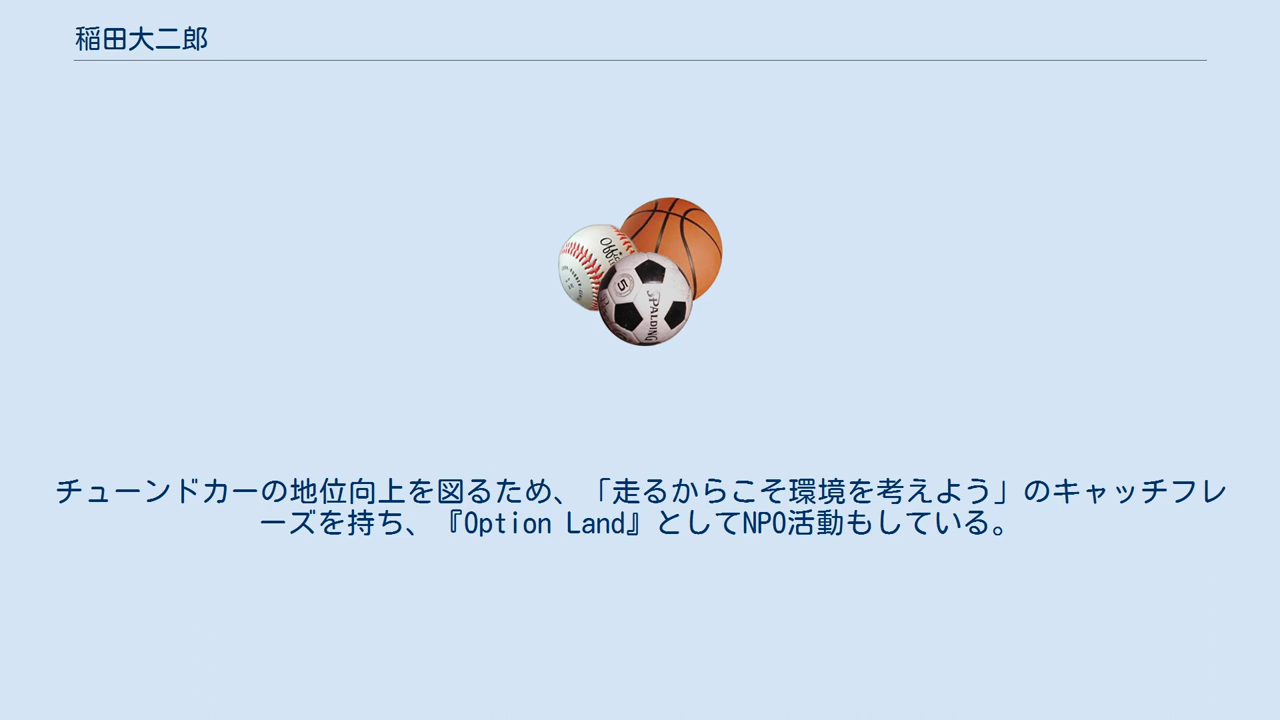 稲田大二郎
Offi
5
SPALDING
チューンドカーの地位向上を図るため、「走るからこそ環境を考えよう」のキャッチフレ
ーズを持ち、『Option Land』としてNPO活動もしている。